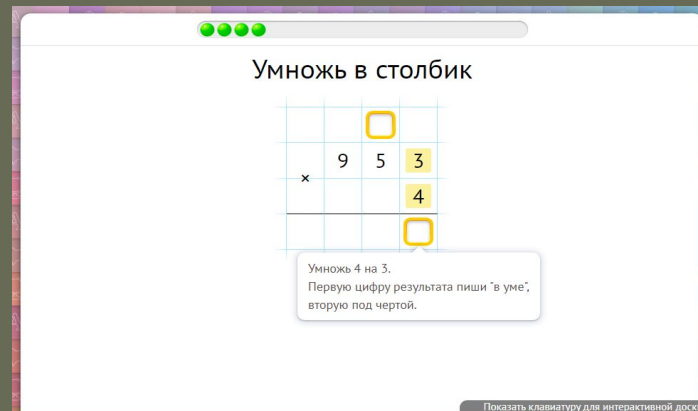 Умножь в столбик
9 5 3
×
4
Умножь 4 на 3.
Первую цифру результата пиши "в уме",
вторую под чертой.
Показать клавиатуру для интерактивной доск